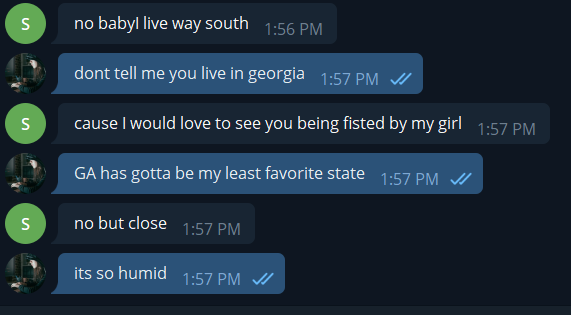 S
no babyI live way south 1:56 PM
dont tell me you live in georgia 1:57 PM
S
cause I would love to see you being fisted by my girl 1:57 PM
GA has gotta be my least favorite state 1:57 PM
S
no but close 1:57 PM
its so humid 1:57 PM